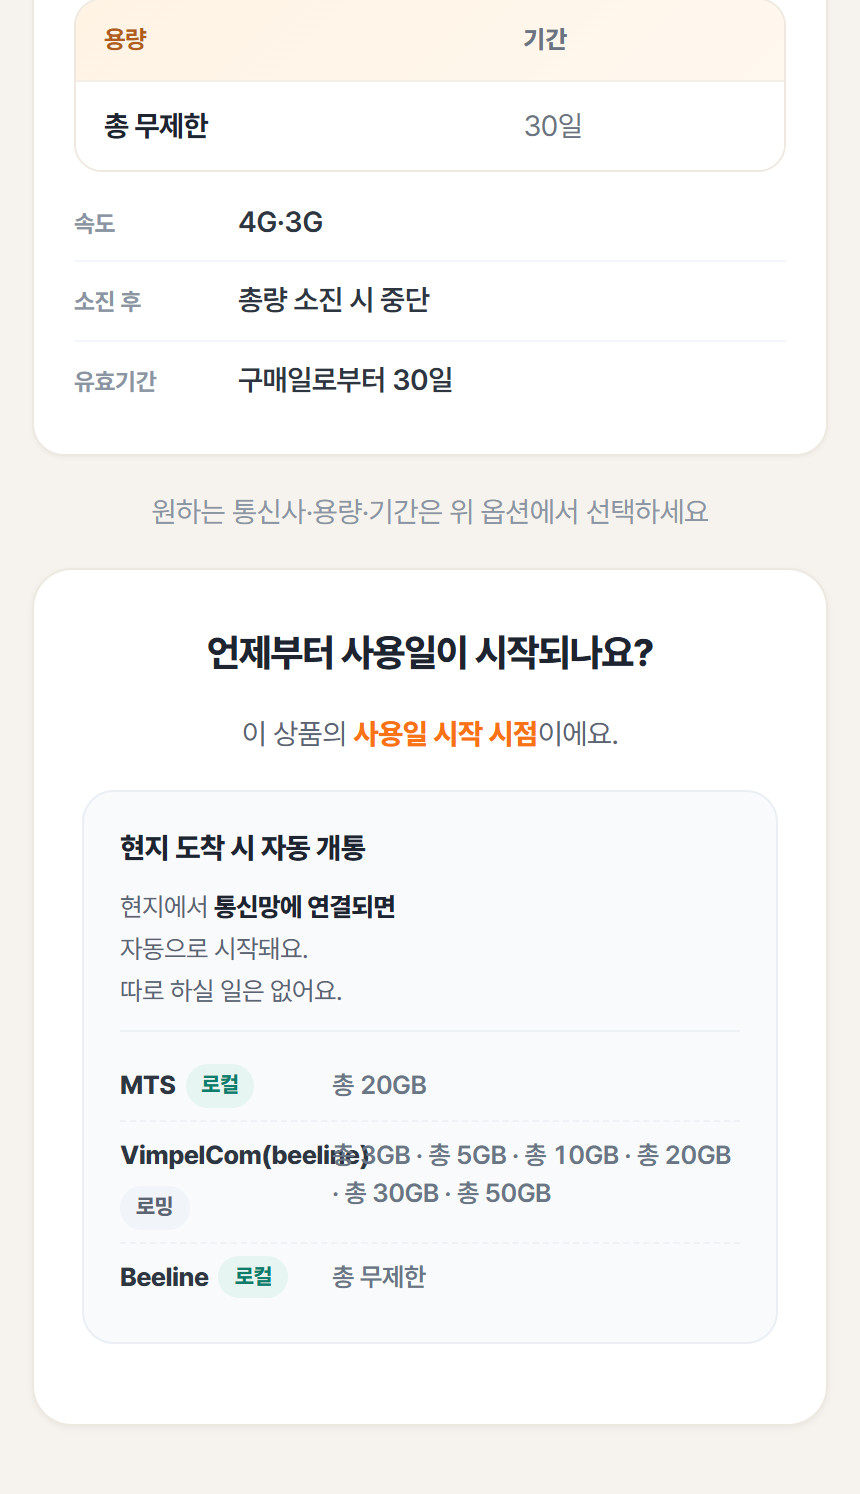 용량 기간
총 무제한 30일
속도 4G·3G
소진 후 총량 소진 시 중단
유효기간 구매일로부터 30일
원하는 통신사·용량·기간은 위 옵션에서 선택하세요
언제부터 사용일이 시작되나요?
이 상품의 사용일 시작 시점이에요.
현지 도착 시 자동 개통
현지에서 통신망에 연결되면
자동으로 시작돼요.
따로 하실 일은 없어요.
MTS 로컬 총 20GB
VimpelCom(beeline) 총 3GB · 총 5GB · 총 10GB · 총 20GB
· 총 30GB · 총 50GB
로밍
Beeline 로컬 총 무제한